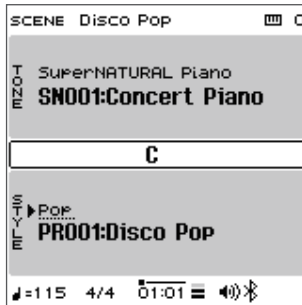 SCENE Disco Pop C
TONE
SuperNATURAL Piano
SN001:Concert Piano
C
STYLE
Pop
PR001:Disco Pop
♩=115 4/4 01:01